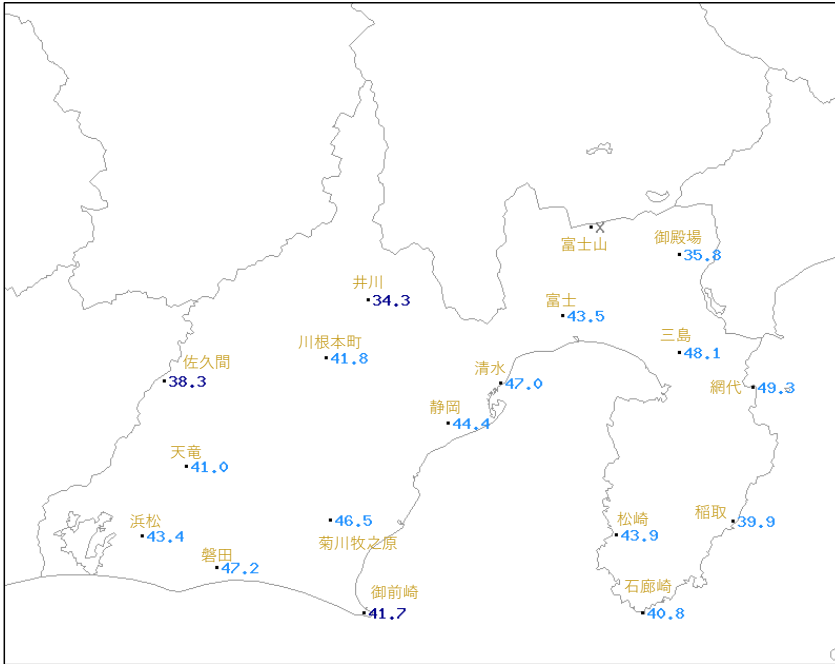 X
富士山
御殿場
35.8
井川
34.3
富士
43.5
川根本町
41.8
三島
48.1
佐久間
38.3
清水
47.0
網代
49.3
静岡
44.4
天竜
41.0
浜松
43.4
46.5
菊川牧之原
松崎
43.9
稲取
39.9
磐田
47.2
御前崎
41.7
石廊崎
40.8